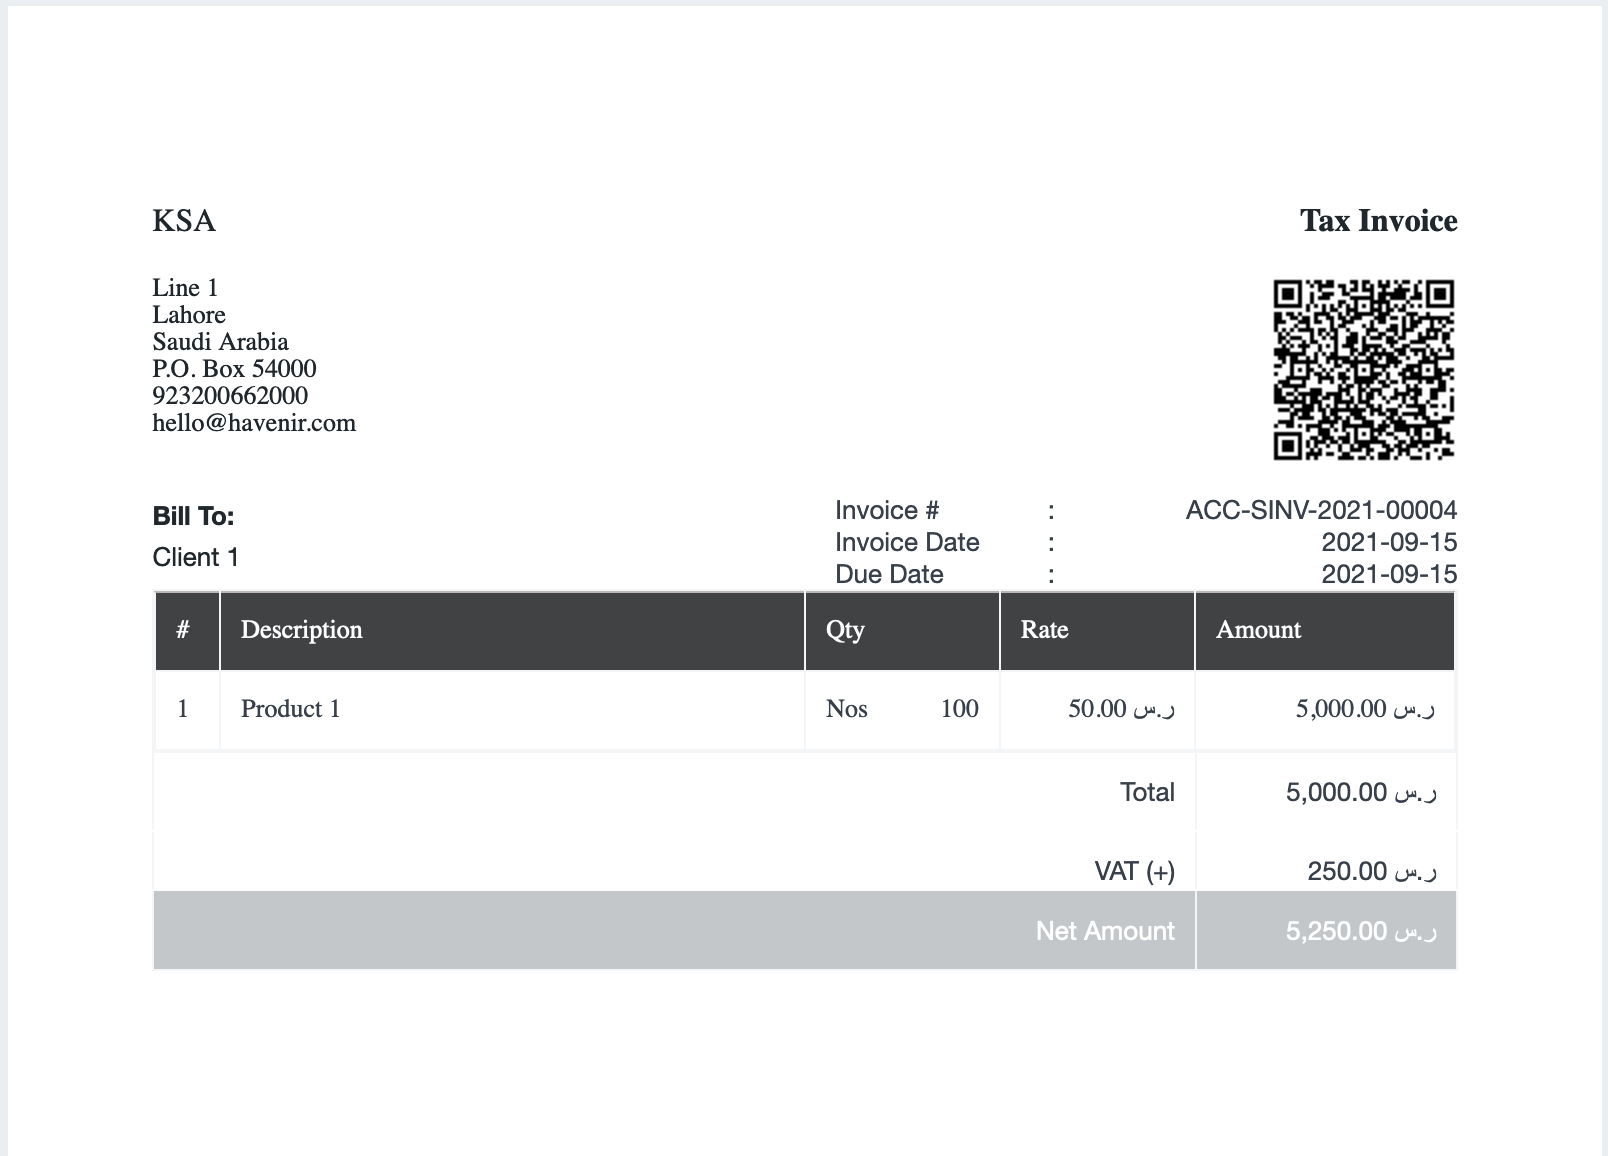 KSA
Tax Invoice
Line 1
Lahore
Saudi Arabia
P.O. Box 54000
923200662000
hello@havenir.com
Bill To:
Client 1
Invoice # : ACC-SINV-2021-00004
Invoice Date : 2021-09-15
Due Date : 2021-09-15
# Description Qty Rate Amount
1 Product 1 Nos 100 50.00 ر.س 5,000.00 ر.س
Total 5,000.00 ر.س
VAT (+) 250.00 ر.س
Net Amount 5,250.00 ر.س